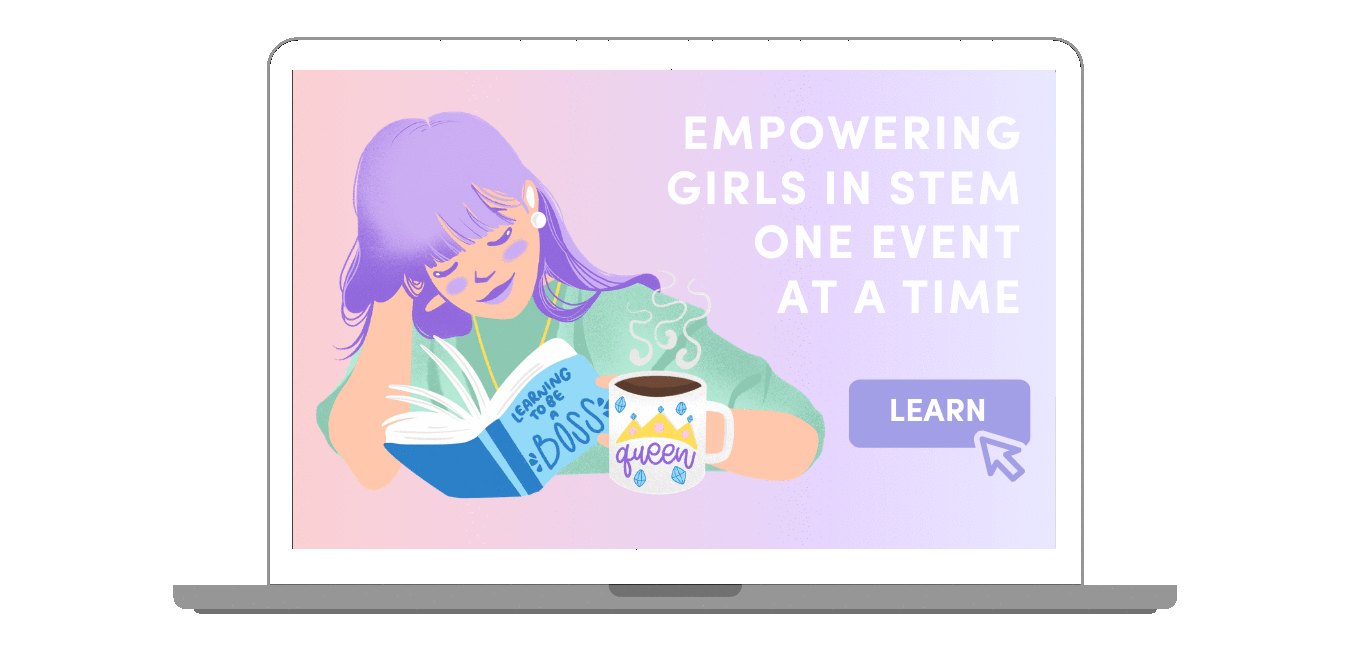 EMPOWERING
GIRLS IN STEM
ONE EVENT
AT A TIME
LEARN
LEARNING
TO BE
A
BOSS
queen